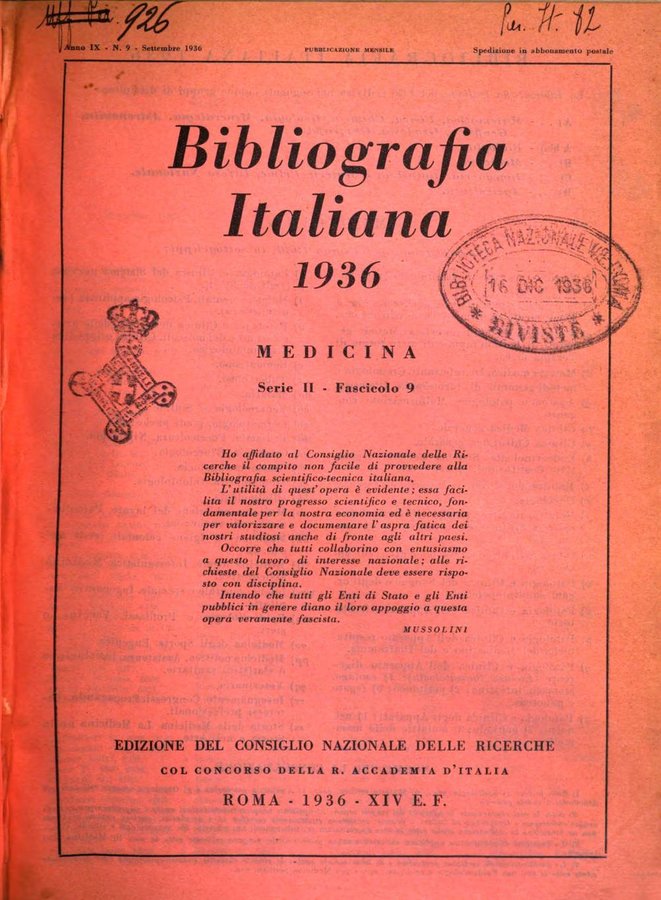 926
Per. It. 82
Anno IX - N. 9 - Settembre 1936
PUBBLICAZIONE MENSILE
Spedizione in abbonamento postale
Bibliografia
Italiana
1936
BIBLIOTECA NAZIONALE
ROMA
16 DIC 1936
* RIVISTE *
MEDICINA
Serie II - Fascicolo 9
Ho affidato al Consiglio Nazionale delle Ri-
cerche il compito non facile di provvedere alla
Bibliografia scientifico-tecnica italiana.
L'utilità di quest'opera è evidente; essa faci-
lita il nostro progresso scientifico e tecnico, fon-
damentale per la nostra economia ed è necessaria
per valorizzare e documentare l'aspra fatica dei
nostri studiosi anche di fronte agli altri paesi.
Occorre che tutti collaborino con entusiasmo
a questo lavoro di interesse nazionale; alle ri-
chieste del Consiglio Nazionale deve essere rispo-
sto con disciplina.
Intendo che tutti gli Enti di Stato e gli Enti
pubblici in genere diano il loro appoggio a questa
opera veramente fascista.
MUSSOLINI
EDIZIONE DEL CONSIGLIO NAZIONALE DELLE RICERCHE
COL CONCORSO DELLA R. ACCADEMIA D'ITALIA
ROMA - 1936 - XIV E. F.